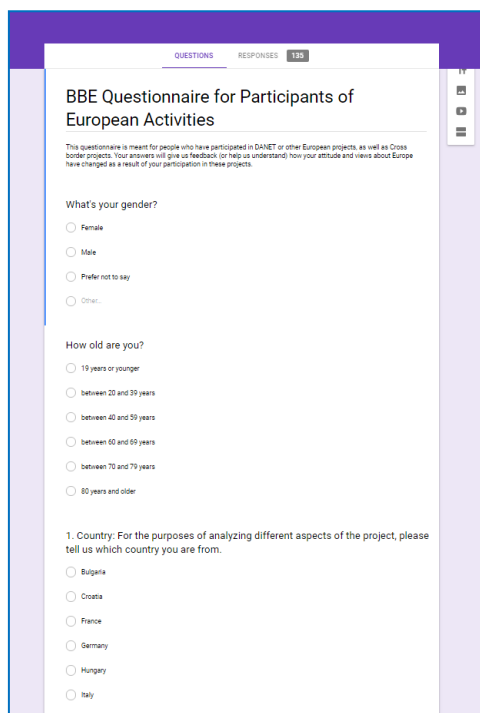 QUESTIONS RESPONSES 135
BBE Questionnaire for Participants of
European Activities
This questionnaire is meant for people who have participated in DANET or other European projects, as well as Cross
border projects. Your answers will give us feedback (or help us understand) how your attitude and views about Europe
have changed as a result of your participation in these projects.
What's your gender?
Female
Male
Prefer not to say
Other...
How old are you?
19 years or younger
between 20 and 39 years
between 40 and 59 years
between 60 and 69 years
between 70 and 79 years
80 years and older
1. Country: For the purposes of analyzing different aspects of the project, please
tell us which country you are from.
Bulgaria
Croatia
France
Germany
Hungary
Italy